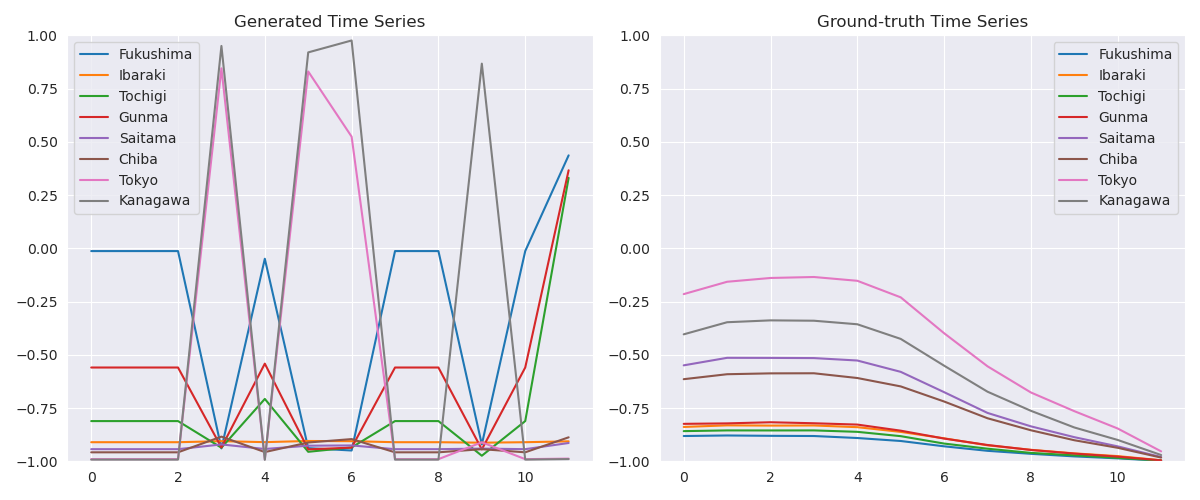 Generated Time Series
Ground-truth Time Series
1.00
0.75
0.50
0.25
0.00
−0.25
−0.50
−0.75
−1.00
0 2 4 6 8 10
Fukushima
Ibaraki
Tochigi
Gunma
Saitama
Chiba
Tokyo
Kanagawa
1.00
0.75
0.50
0.25
0.00
−0.25
−0.50
−0.75
−1.00
0 2 4 6 8 10
Fukushima
Ibaraki
Tochigi
Gunma
Saitama
Chiba
Tokyo
Kanagawa